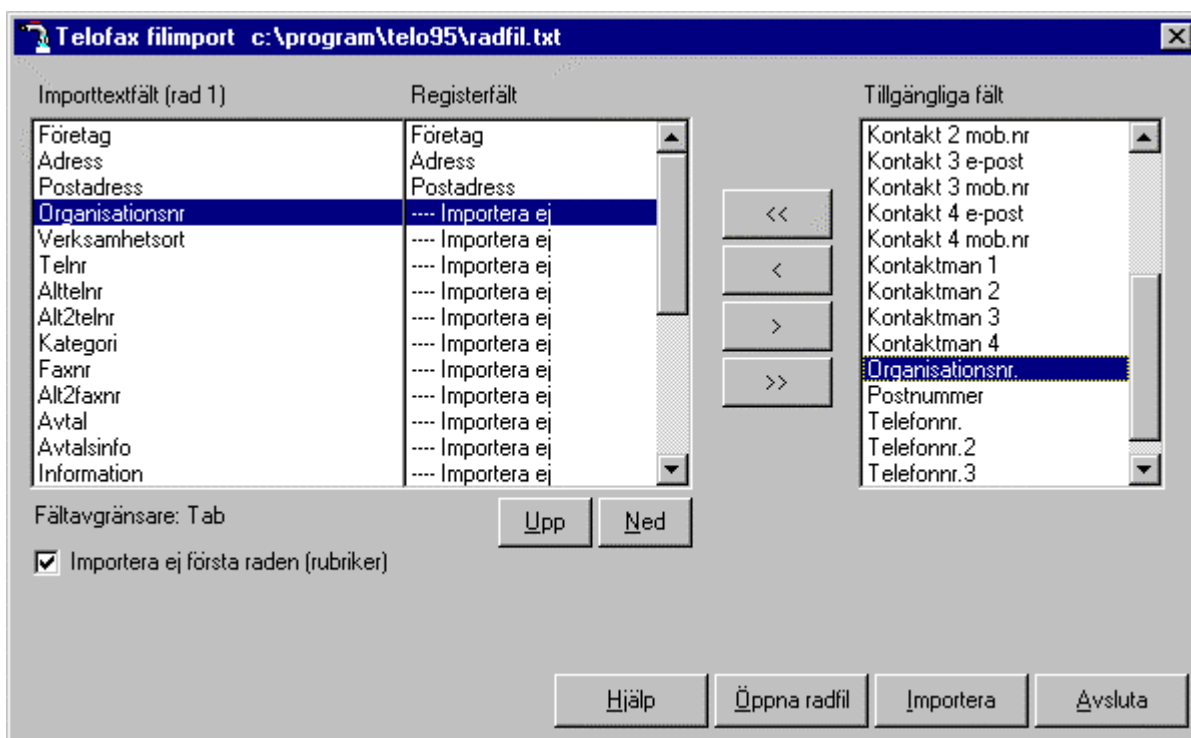 Telofax filimport c:\program\telo95\radfil.txt
Importtextfält (rad 1) Registerfält Tillgängliga fält
Företag Företag Kontakt 2 mob.nr
Adress Adress Kontakt 3 e-post
Postadress Postadress Kontakt 3 mob.nr
Organisationsnr ---- Importera ej Kontakt 4 e-post
Verksamhetsort ---- Importera ej Kontakt 4 mob.nr
Telnr ---- Importera ej Kontaktman 1
Alttelnr ---- Importera ej Kontaktman 2
Alt2telnr ---- Importera ej Kontaktman 3
Kategori ---- Importera ej Kontaktman 4
Faxnr ---- Importera ej Organisationsnr.
Alt2faxnr ---- Importera ej Postnummer
Avtal ---- Importera ej Telefonnr.
Avtalsinfo ---- Importera ej Telefonnr.2
Information ---- Importera ej Telefonnr.3
<<
<
>
>>
Fältavgränsare: Tab Upp Ned
Importera ej första raden (rubriker)
Hjälp Öppna radfil Importera Avsluta